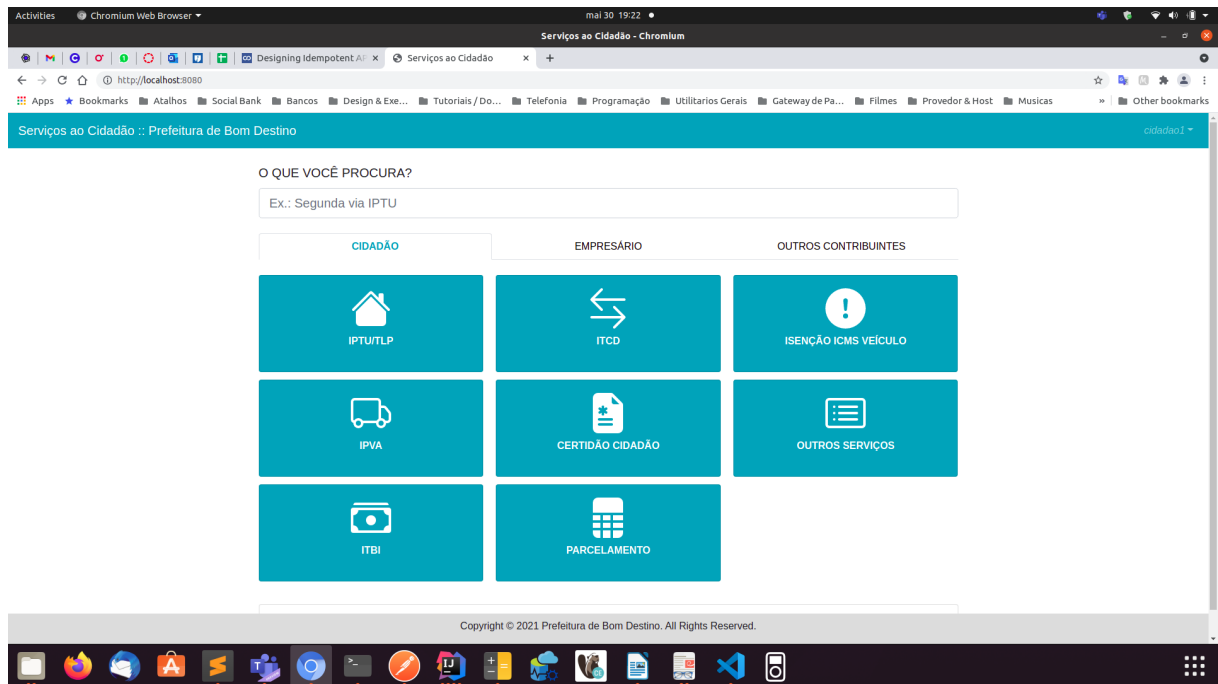 Activities Chromium Web Browser mai 30 19:22
Serviços ao Cidadão - Chromium
Designing Idempotent AP Serviços ao Cidadão
http://localhost:8080
Apps Bookmarks Atalhos Social Bank Bancos Design & Exe... Tutoriais / Do... Telefonia Programação Utilitarios Gerais Gateway de Pa... Filmes Provedor & Host Musicas » Other bookmarks
Serviços ao Cidadão :: Prefeitura de Bom Destino cidadao1
O QUE VOCÊ PROCURA?
Ex.: Segunda via IPTU
CIDADÃO EMPRESÁRIO OUTROS CONTRIBUINTES
IPTU/TLP ITCD ISENÇÃO ICMS VEÍCULO
IPVA CERTIDÃO CIDADÃO OUTROS SERVIÇOS
ITBI PARCELAMENTO
Copyright © 2021 Prefeitura de Bom Destino. All Rights Reserved.